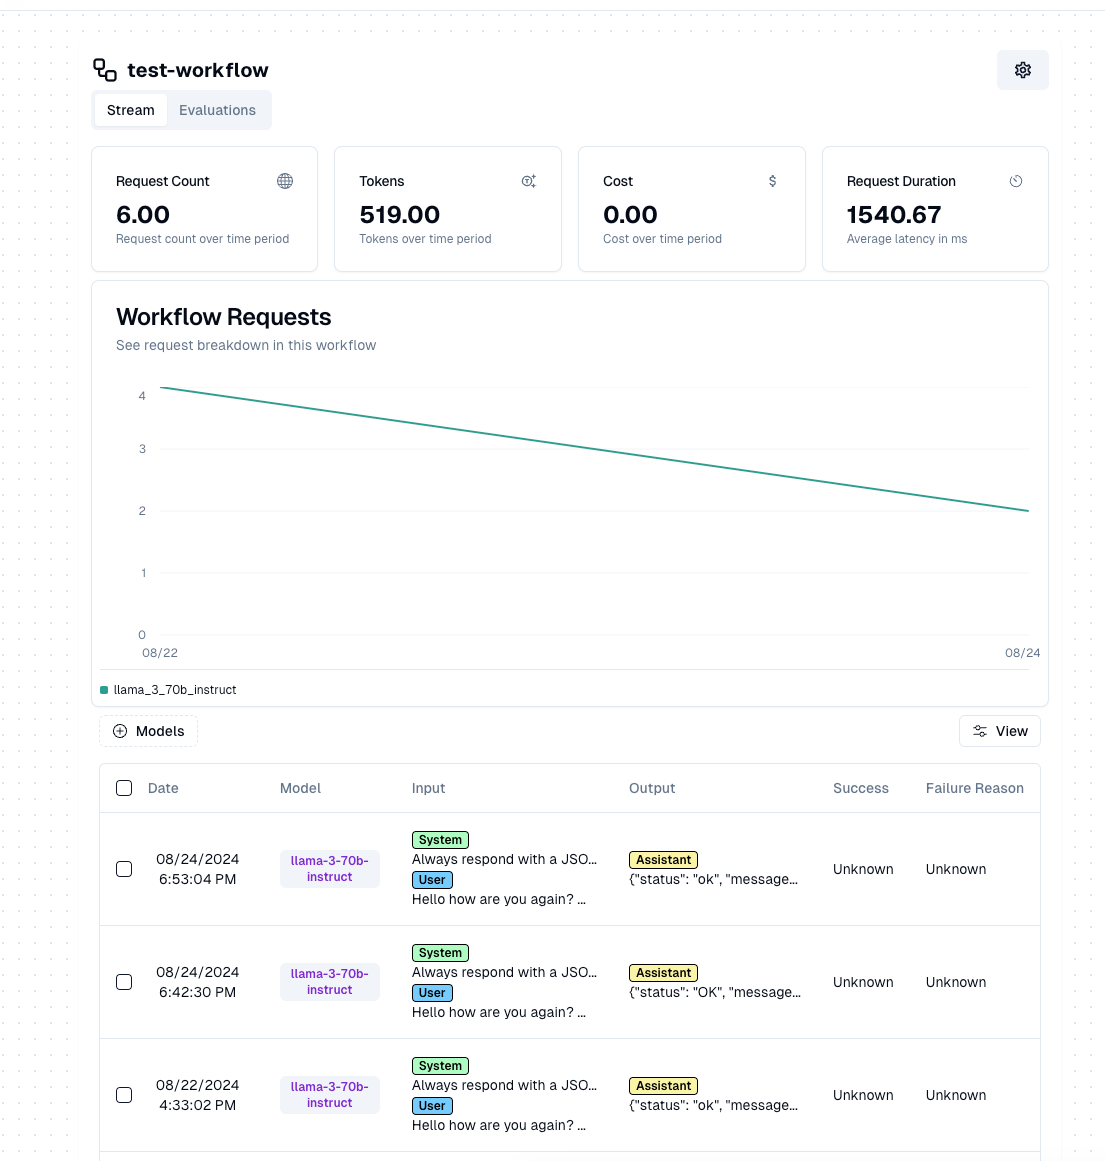 test-workflow
Stream Evaluations
Request Count
6.00
Request count over time period
Tokens
519.00
Tokens over time period
Cost
$
0.00
Cost over time period
Request Duration
1540.67
Average latency in ms
Workflow Requests
See request breakdown in this workflow
4
3
2
1
0
08/22 08/24
llama_3_70b_instruct
Models View
Date Model Input Output Success Failure Reason
08/24/2024
6:53:04 PM
llama-3-70b-
instruct
System
Always respond with a JSO...
User
Hello how are you again? ...
Assistant
{"status": "ok", "message...
Unknown
Unknown
08/24/2024
6:42:30 PM
llama-3-70b-
instruct
System
Always respond with a JSO...
User
Hello how are you again? ...
Assistant
{"status": "OK", "message...
Unknown
Unknown
08/22/2024
4:33:02 PM
llama-3-70b-
instruct
System
Always respond with a JSO...
User
Hello how are you again? ...
Assistant
{"status": "ok", "message...
Unknown
Unknown